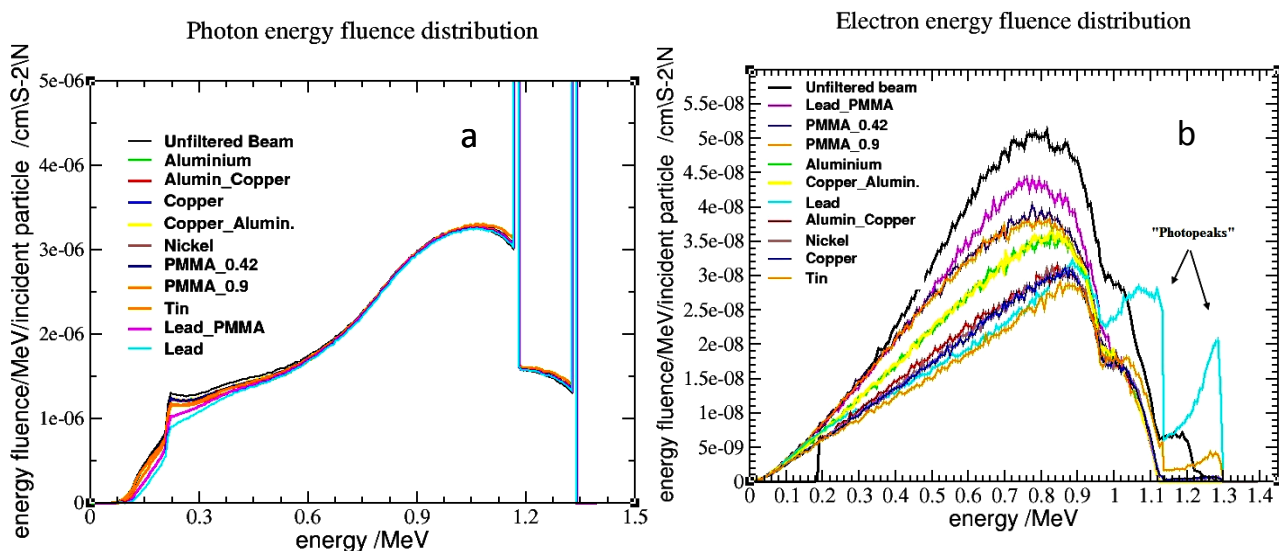 Photon energy fluence distribution
energy fluence/MeV/incident particle /cm\S-2\N
5e-06
4e-06
3e-06
2e-06
1e-06
0
0
0.3
0.6
0.9
1.2
1.5
energy /MeV
a
Unfiltered Beam
Aluminium
Alumin_Copper
Copper
Copper_Alumin.
Nickel
PMMA_0.42
PMMA_0.9
Tin
Lead_PMMA
Lead
Electron energy fluence distribution
energy fluence/MeV/incident particle /cm\S-2\N
5.5e-08
5e-08
4.5e-08
4e-08
3.5e-08
3e-08
2.5e-08
2e-08
1.5e-08
1e-08
5e-09
0
0
0.1
0.2
0.3
0.4
0.5
0.6
0.7
0.8
0.9
1
1.1
1.2
1.3
1.4
energy /MeV
b
Unfiltered beam
Lead_PMMA
PMMA_0.42
PMMA_0.9
Aluminium
Copper_Alumin.
Lead
Alumin_Copper
Nickel
Copper
Tin
"Photopeaks"